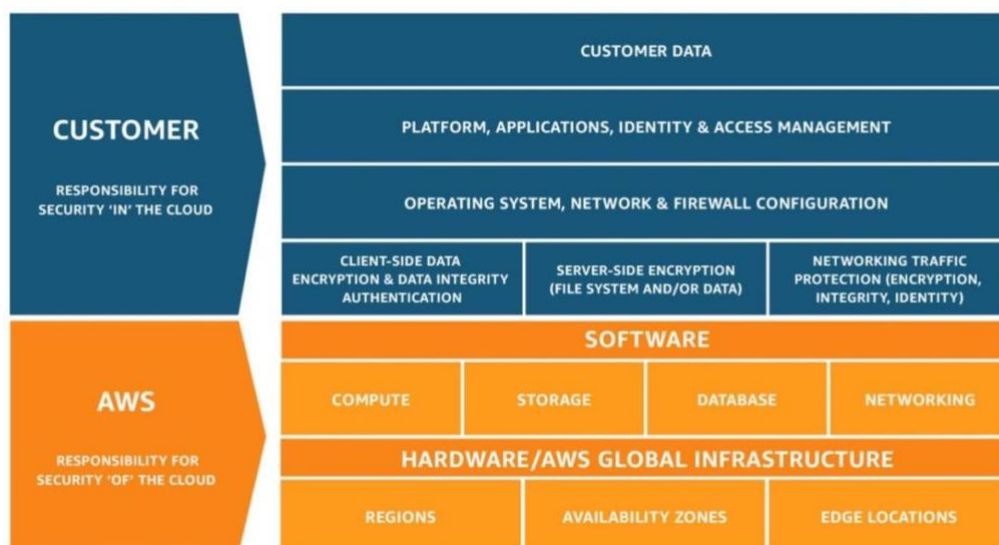 CUSTOMER
RESPONSIBILITY FOR
SECURITY ‘IN’ THE CLOUD
CUSTOMER DATA
PLATFORM, APPLICATIONS, IDENTITY & ACCESS MANAGEMENT
OPERATING SYSTEM, NETWORK & FIREWALL CONFIGURATION
CLIENT-SIDE DATA
ENCRYPTION & DATA INTEGRITY
AUTHENTICATION
SERVER-SIDE ENCRYPTION
(FILE SYSTEM AND/OR DATA)
NETWORKING TRAFFIC
PROTECTION (ENCRYPTION,
INTEGRITY, IDENTITY)
AWS
RESPONSIBILITY FOR
SECURITY ‘OF’ THE CLOUD
SOFTWARE
COMPUTE
STORAGE
DATABASE
NETWORKING
HARDWARE/AWS GLOBAL INFRASTRUCTURE
REGIONS
AVAILABILITY ZONES
EDGE LOCATIONS